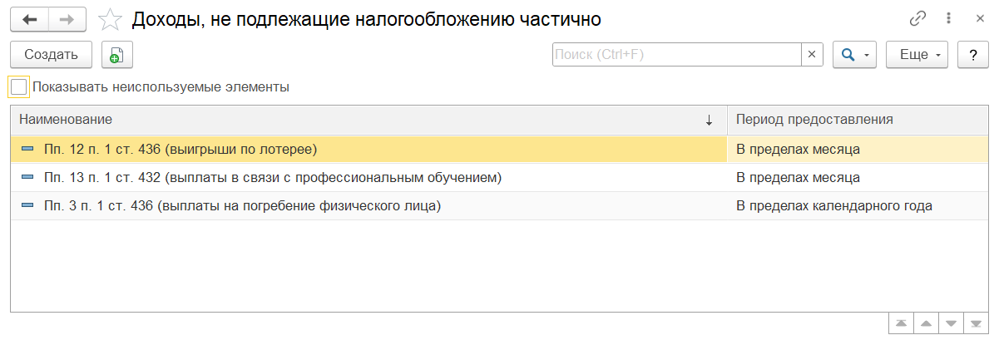 Доходы, не подлежащие налогообложению частично
Создать
Поиск (Ctrl+F)
Еще
?
Показывать неиспользуемые элементы
Наименование
Период предоставления
Пп. 12 п. 1 ст. 436 (выигрыши по лотерее)
В пределах месяца
Пп. 13 п. 1 ст. 432 (выплаты в связи с профессиональным обучением)
В пределах месяца
Пп. 3 п. 1 ст. 436 (выплаты на погребение физического лица)
В пределах календарного года